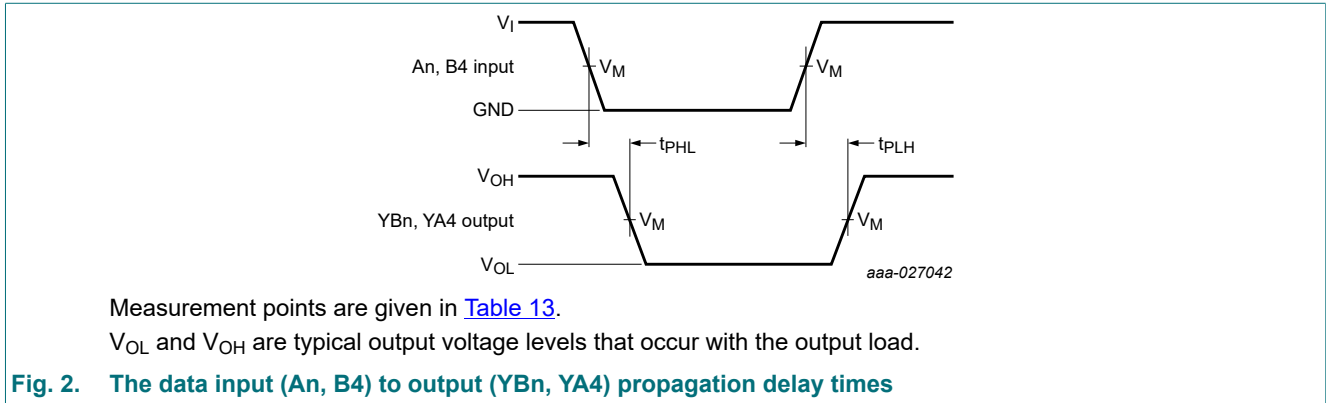 V_I
An, B4 input
V_M
V_M
GND
t_PHL
t_PLH
V_OH
YBn, YA4 output
V_M
V_M
V_OL
aaa-027042
Measurement points are given in Table 13.
V_OL and V_OH are typical output voltage levels that occur with the output load.
Fig. 2. The data input (An, B4) to output (YBn, YA4) propagation delay times